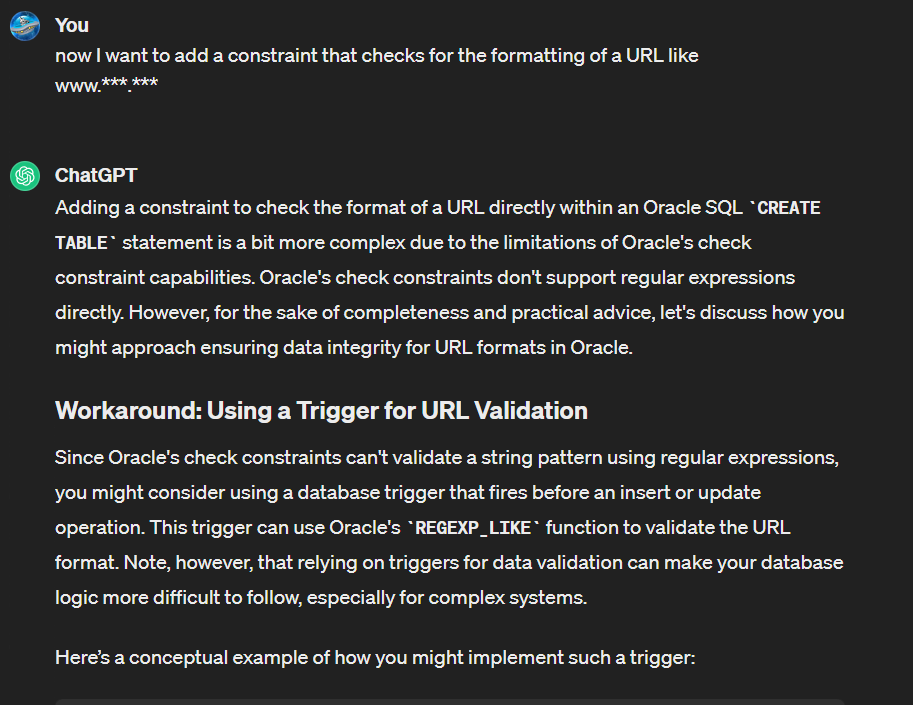 You
now I want to add a constraint that checks for the formatting of a URL like
www.***.***
ChatGPT
Adding a constraint to check the format of a URL directly within an Oracle SQL `CREATE
TABLE` statement is a bit more complex due to the limitations of Oracle's check
constraint capabilities. Oracle's check constraints don't support regular expressions
directly. However, for the sake of completeness and practical advice, let's discuss how you
might approach ensuring data integrity for URL formats in Oracle.
Workaround: Using a Trigger for URL Validation
Since Oracle's check constraints can't validate a string pattern using regular expressions,
you might consider using a database trigger that fires before an insert or update
operation. This trigger can use Oracle's `REGEXP_LIKE` function to validate the URL
format. Note, however, that relying on triggers for data validation can make your database
logic more difficult to follow, especially for complex systems.
Here’s a conceptual example of how you might implement such a trigger: